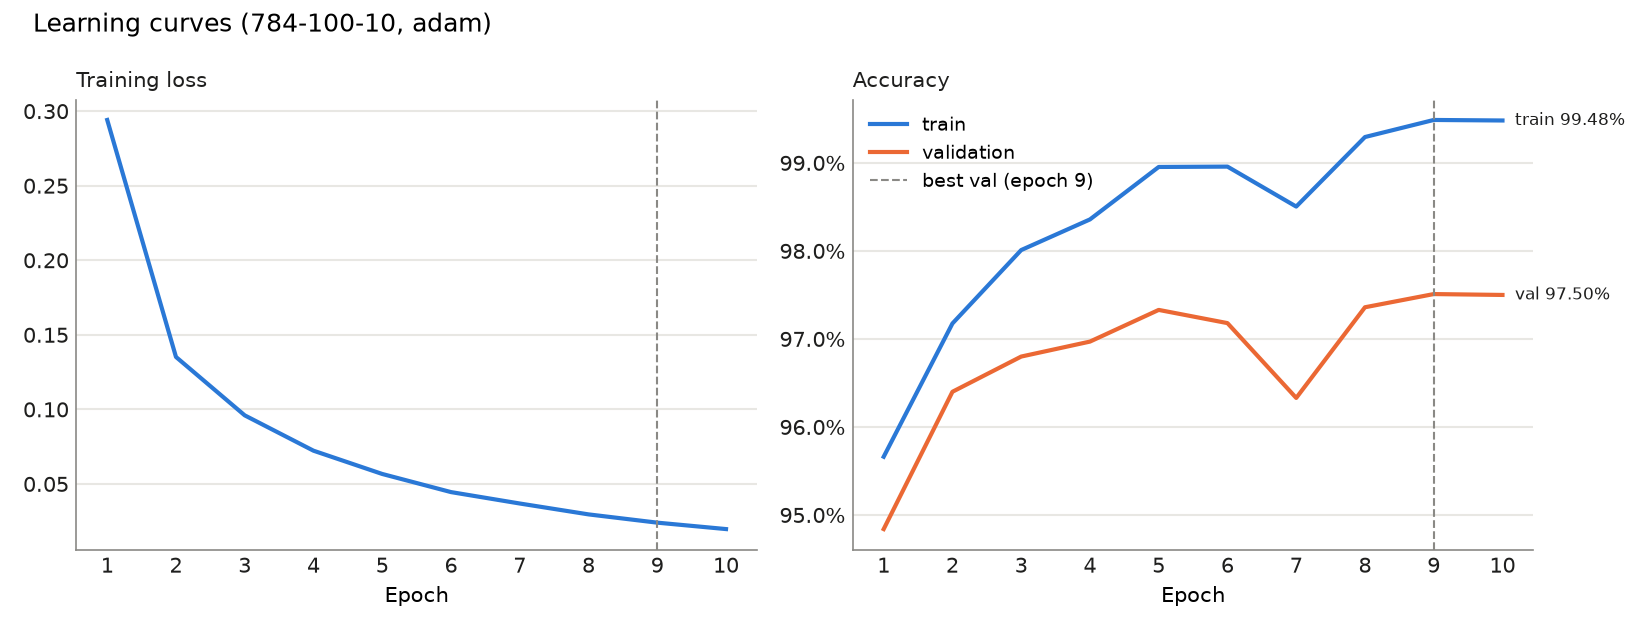 Learning curves (784-100-10, adam)
Training loss
0.30
0.25
0.20
0.15
0.10
0.05
1 2 3 4 5 6 7 8 9 10
Epoch
Accuracy
train
validation
best val (epoch 9)
99.0%
98.0%
97.0%
96.0%
95.0%
train 99.48%
val 97.50%
1 2 3 4 5 6 7 8 9 10
Epoch